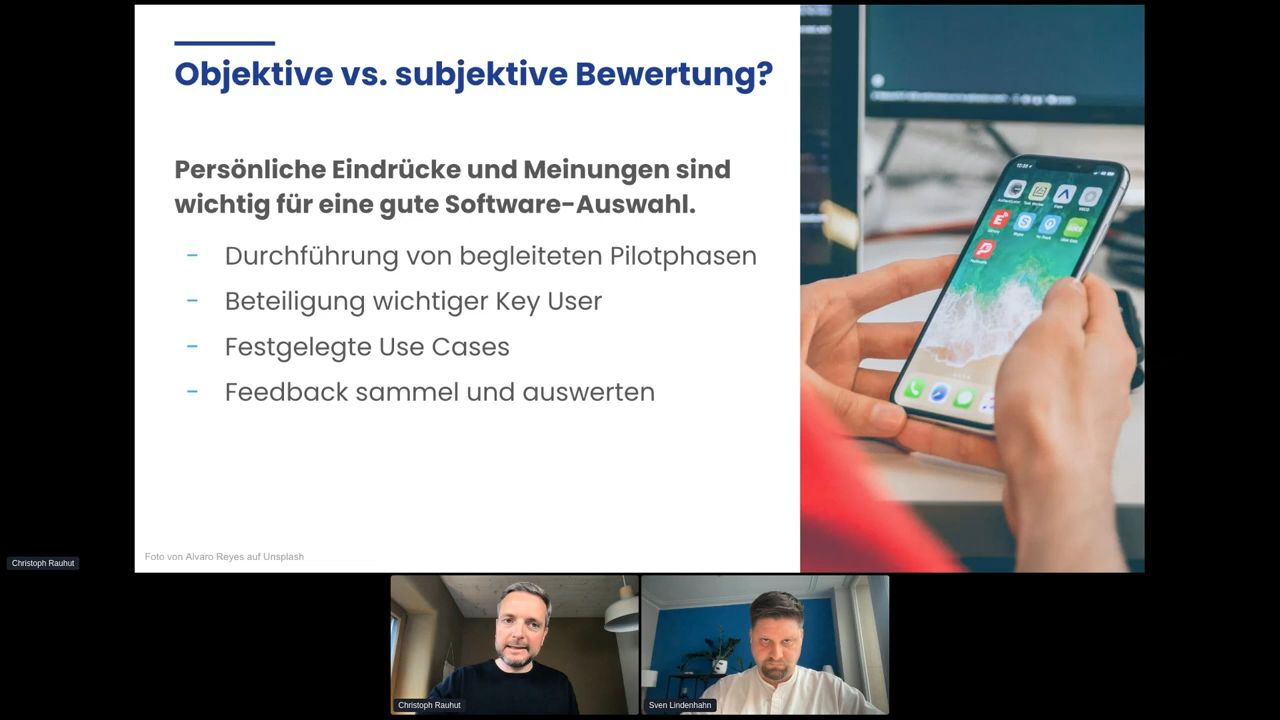 Objektive vs. subjektive Bewertung?
Persönliche Eindrücke und Meinungen sind
wichtig für eine gute Software-Auswahl.
- Durchführung von begleiteten Pilotphasen
- Beteiligung wichtiger Key User
- Festgelegte Use Cases
- Feedback sammel und auswerten
Foto von Alvaro Reyes auf Unsplash
Christoph Rauhut
Christoph Rauhut
Sven Lindenhahn